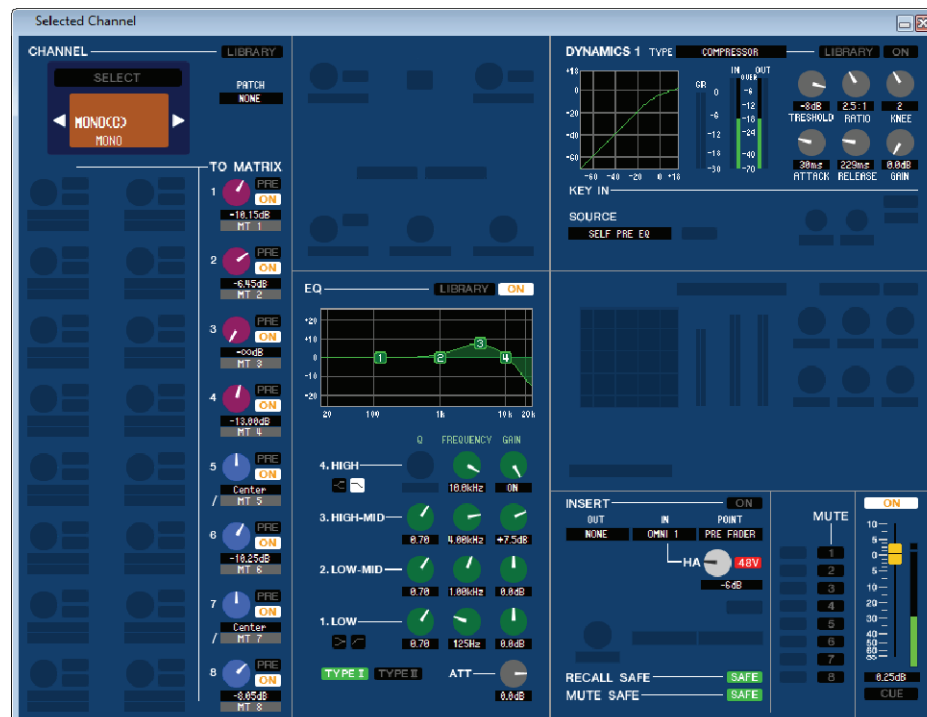 Selected Channel
CHANNEL
LIBRARY
SELECT
PATCH
NONE
MONO(C)
MONO
TO MATRIX
1
PRE
ON
-10.15dB
MT 1
2
PRE
ON
-6.45dB
MT 2
3
PRE
ON
-∞dB
MT 3
4
PRE
ON
-13.00dB
MT 4
5
PRE
ON
Center
/ MT 5
6
PRE
ON
-10.25dB
MT 6
7
PRE
ON
Center
/ MT 7
8
PRE
ON
-8.05dB
MT 8
EQ
LIBRARY
ON
+20
+10
0
-10
-20
1
2
3
4
20 100 1k 10k 20k
Q FREQUENCY GAIN
4. HIGH
10.0kHz ON
3. HIGH-MID
0.70 4.00kHz +7.5dB
2. LOW-MID
0.70 1.00kHz 0.0dB
1. LOW
0.70 125Hz 0.0dB
TYPE I TYPE II ATT
0.0dB
DYNAMICS 1 TYPE COMPRESSOR LIBRARY ON
+18
0
-20
-40
-60
-60 -40 -20 0 +18
GR
0
-6
-12
-18
-30
IN OUT
OVER
-6
-12
-18
-24
-40
-70
-8dB 2.5:1 2
TRESHOLD RATIO KNEE
30ms 229ms 0.0dB
ATTACK RELEASE GAIN
KEY IN
SOURCE
SELF PRE EQ
INSERT ON
OUT IN POINT
NONE OMNI 1 PRE FADER
HA 48V
-6dB
RECALL SAFE SAFE
MUTE SAFE SAFE
MUTE
1
2
3
4
5
6
7
8
ON
10
5
0
5
10
20
30
40
50
60
0.25dB
CUE